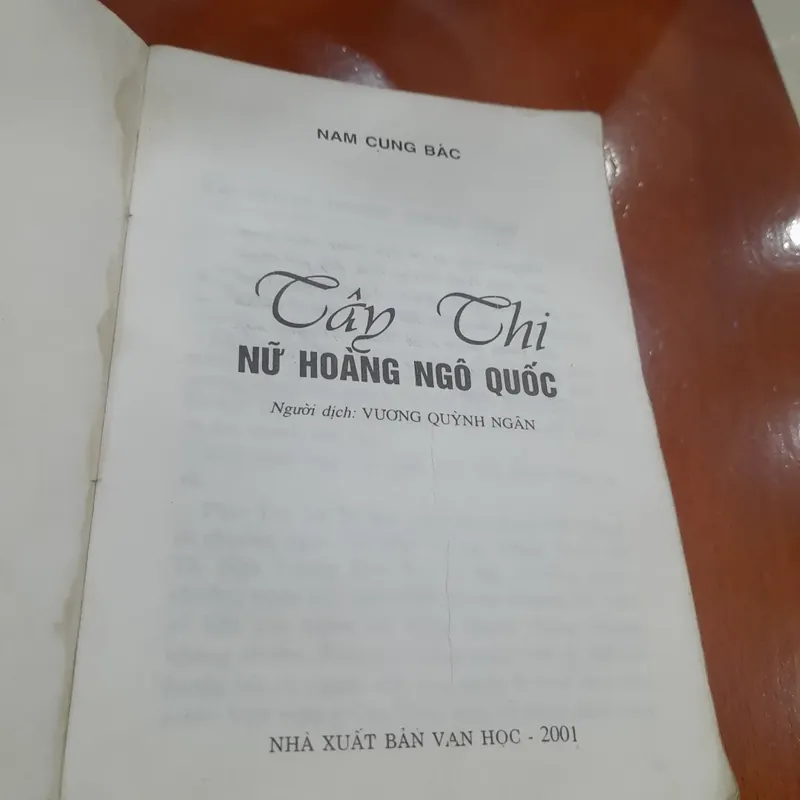 NAM CUNG BÁC
Tây Thi
NỮ HOÀNG NGÔ QUỐC
Người dịch: VƯƠNG QUỲNH NGÂN
NHÀ XUẤT BẢN VĂN HỌC - 2001